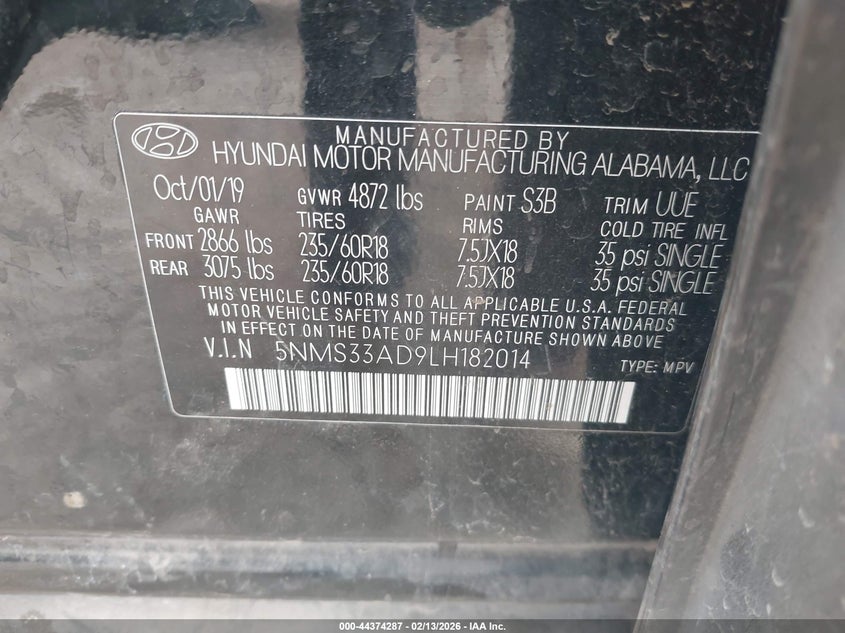 MANUFACTURED BY
HYUNDAI MOTOR MANUFACTURING ALABAMA, LLC
Oct/01/19 GVWR 4872 lbs PAINT S3B TRIM UUE
GAWR TIRES RIMS COLD TIRE INFL
FRONT 2866 lbs 235/60R18 7.5JX18 35 psi SINGLE
REAR 3075 lbs 235/60R18 7.5JX18 35 psi SINGLE
THIS VEHICLE CONFORMS TO ALL APPLICABLE U.S.A. FEDERAL
MOTOR VEHICLE SAFETY AND THEFT PREVENTION STANDARDS
IN EFFECT ON THE DATE OF MANUFACTURE SHOWN ABOVE
V.I.N 5NMS33AD9LH182014 TYPE: MPV
000-44374287 - 02/13/2026 - IAA Inc.